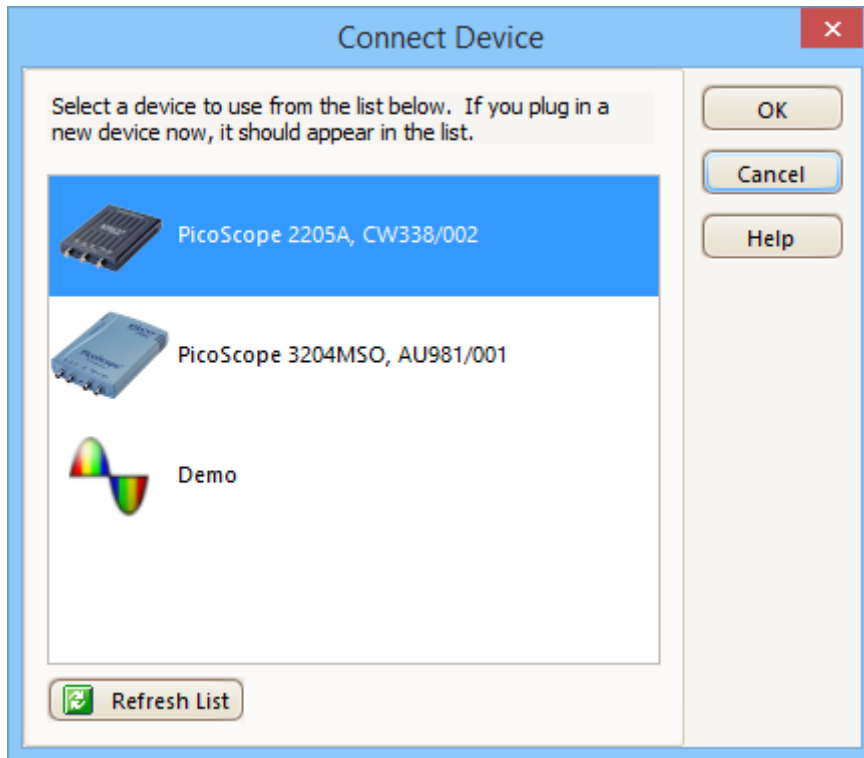 Connect Device
Select a device to use from the list below. If you plug in a
new device now, it should appear in the list.
OK
Cancel
Help
PicoScope 2205A, CW338/002
PicoScope 3204MSO, AU981/001
Demo
Refresh List